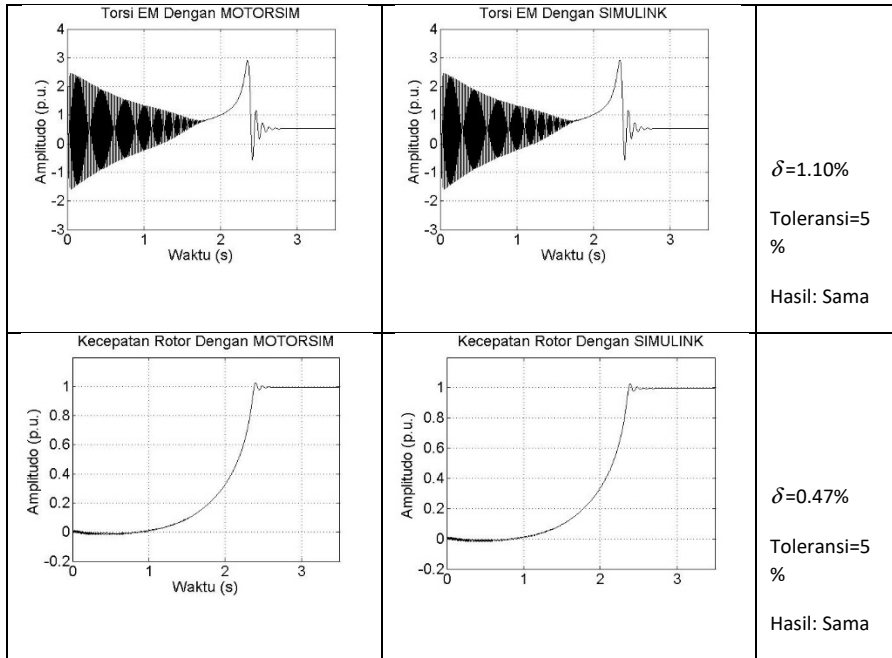 Torsi EM Dengan MOTORSIM
4
3
2
1
0
-1
-2
-3
Amplitudo (p.u.)
0 1 2 3
Waktu (s)
Torsi EM Dengan SIMULINK
4
3
2
1
0
-1
-2
-3
Amplitudo (p.u.)
0 1 2 3
Waktu (s)
δ=1.10%
Toleransi=5
%
Hasil: Sama
Kecepatan Rotor Dengan MOTORSIM
1
0.8
0.6
0.4
0.2
0
-0.2
Amplitudo (p.u.)
0 1 2 3
Waktu (s)
Kecepatan Rotor Dengan SIMULINK
1
0.8
0.6
0.4
0.2
0
-0.2
Amplitudo (p.u.)
0 1 2 3
δ=0.47%
Toleransi=5
%
Hasil: Sama